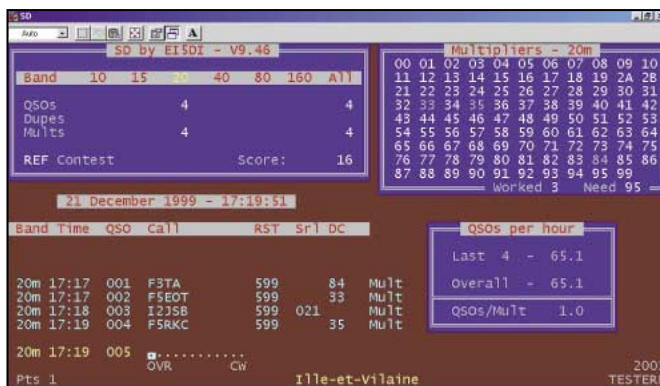 SD
Auto
A
SD by EI5DI - V9.46
Band 10 15 20 40 80 160 All
QSOs 4 4
Dupes
Mults 4 4
REF Contest Score: 16
Multipliers - 20m
00 01 02 03 04 05 06 07 08 09 10
11 12 13 14 15 16 17 18 19 2A 2B
21 22 23 24 25 26 27 28 29 30 31
32 33 34 35 36 37 38 39 40 41 42
43 44 45 46 47 48 49 50 51 52 53
54 55 56 57 58 59 60 61 62 63 64
65 66 67 68 69 70 71 72 73 74 75
76 77 78 79 80 81 82 83 84 85 86
87 88 89 90 91 92 93 94 95 99
Worked 3 Need 95
21 December 1999 - 17:19:51
Band Time QSO Call RST Srl DC
20m 17:17 001 F3TA 599 84 Mult
20m 17:17 002 F5EOT 599 33 Mult
20m 17:18 003 I2JSB 599 021 Mult
20m 17:19 004 F5RKC 599 35 Mult
20m 17:19 005 ...........
OVR CW
Pts 1 Ille-et-Vilaine
QSOs per hour
Last 4 - 65.1
Overall - 65.1
QSOs/Mult 1.0
TESTER